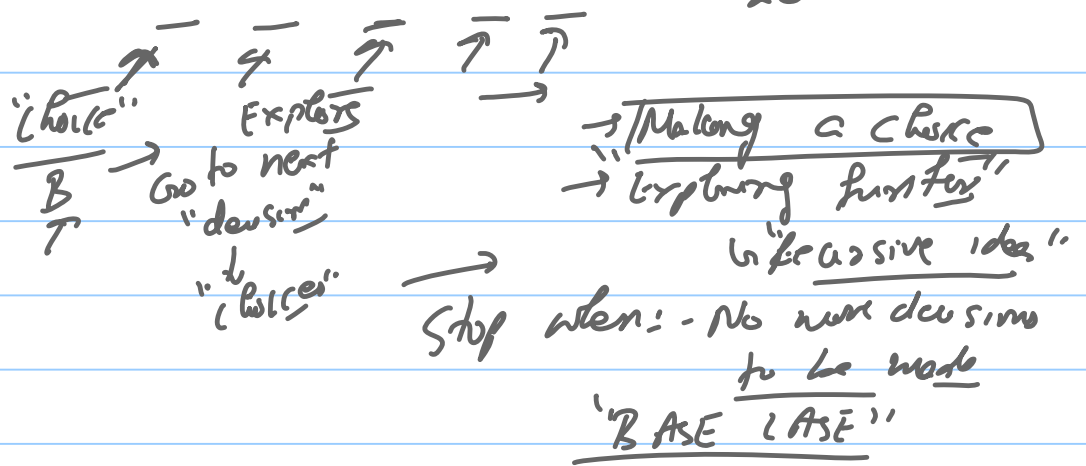 "Choice"
B
Explore
Go to next
"decision"
"choices"
Making a choice
"Exploring further"
"Recursive idea"
Stop when:- No more decisions
to be made
"BASE CASE"